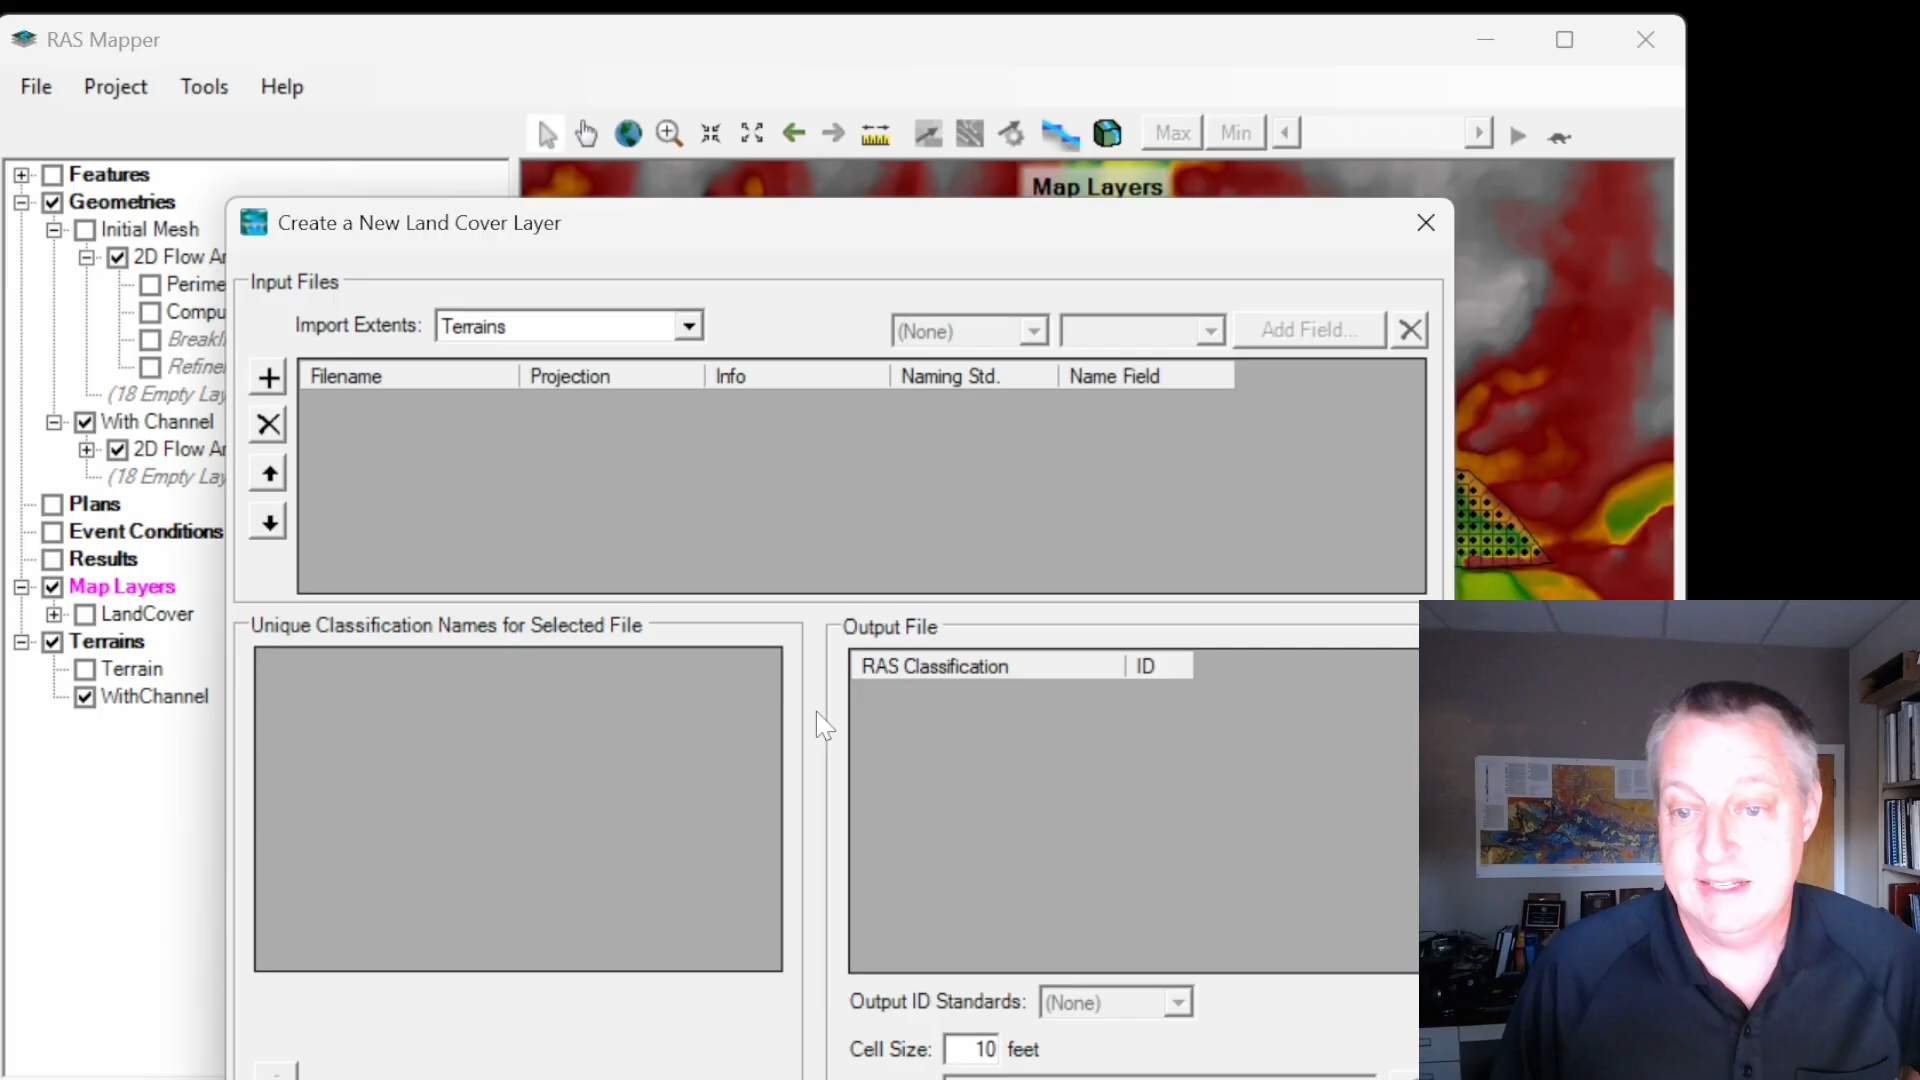 RAS Mapper
File Project Tools Help
Max Min
Features
Geometries
Initial Mesh
2D Flow Ar
Perime
Compu
Breakli
Refine
(18 Empty Lay
With Channel
2D Flow Ar
(18 Empty Lay
Plans
Event Conditions
Results
Map Layers
LandCover
Terrains
Terrain
WithChannel
Map Layers
Create a New Land Cover Layer
Input Files
Import Extents: Terrains (None) Add Field...
Filename Projection Info Naming Std. Name Field
Unique Classification Names for Selected File
Output File
RAS Classification ID
Output ID Standards: (None)
Cell Size: 10 feet